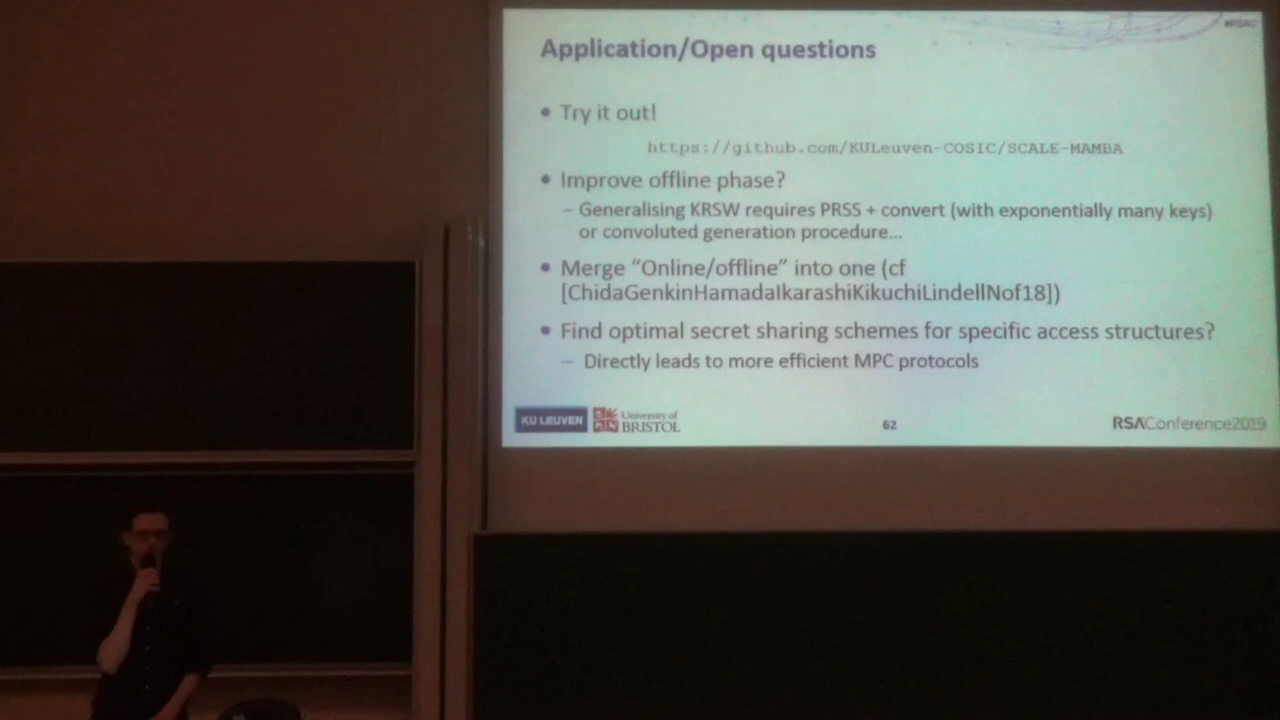 #RSAC
Application/Open questions
• Try it out!
https://github.com/KULeuven-COSIC/SCALE-MAMBA
• Improve offline phase?
– Generalising KRSW requires PRSS + convert (with exponentially many keys)
or convoluted generation procedure…
• Merge “Online/offline” into one (cf
[ChidaGenkinHamadaIkarashiKikuchiLindellNof18])
• Find optimal secret sharing schemes for specific access structures?
– Directly leads to more efficient MPC protocols
KU LEUVEN
University of
BRISTOL
62
RSAConference2019